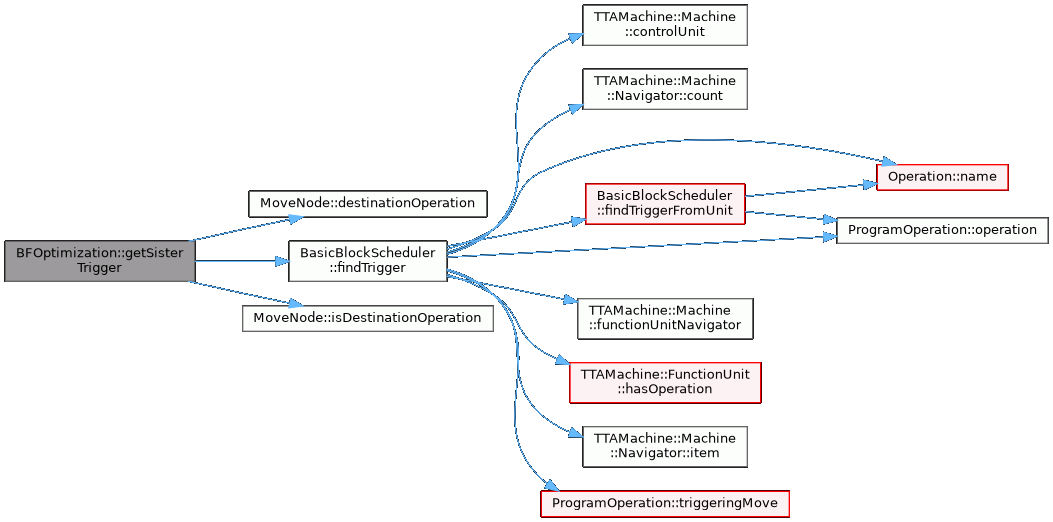 TTAMachine::Machine
::controlUnit
TTAMachine::Machine
::Navigator::count
Operation::name
BasicBlockScheduler
::findTriggerFromUnit
MoveNode::destinationOperation
ProgramOperation::operation
BFOptimization::getSister
Trigger
BasicBlockScheduler
::findTrigger
MoveNode::isDestinationOperation
TTAMachine::Machine
::functionUnitNavigator
TTAMachine::FunctionUnit
::hasOperation
TTAMachine::Machine
::Navigator::item
ProgramOperation::triggeringMove